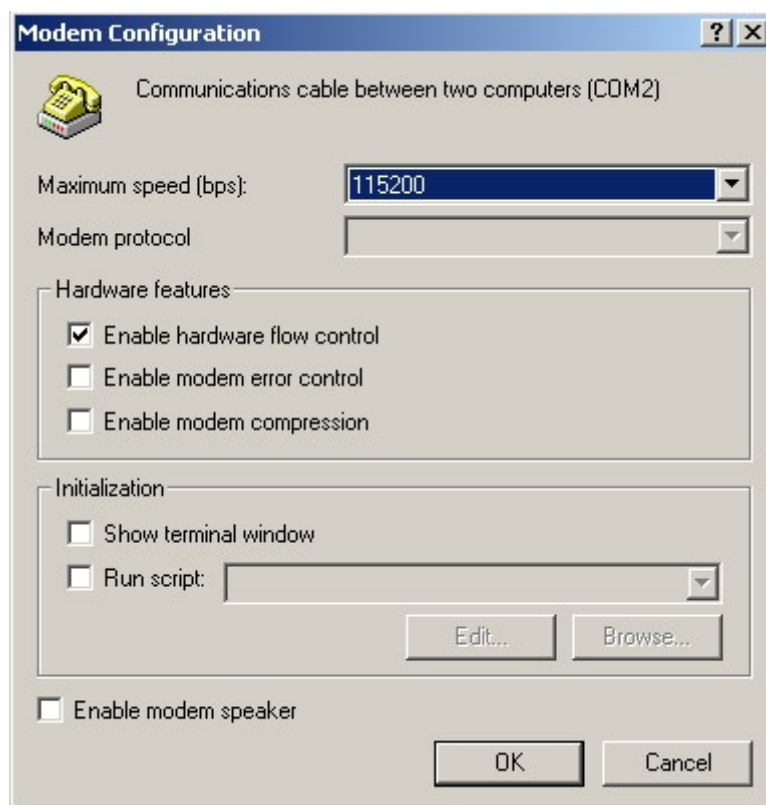 Modem Configuration
Communications cable between two computers (COM2)
Maximum speed (bps): 115200
Modem protocol
Hardware features
Enable hardware flow control
Enable modem error control
Enable modem compression
Initialization
Show terminal window
Run script:
Edit... Browse...
Enable modem speaker
OK Cancel